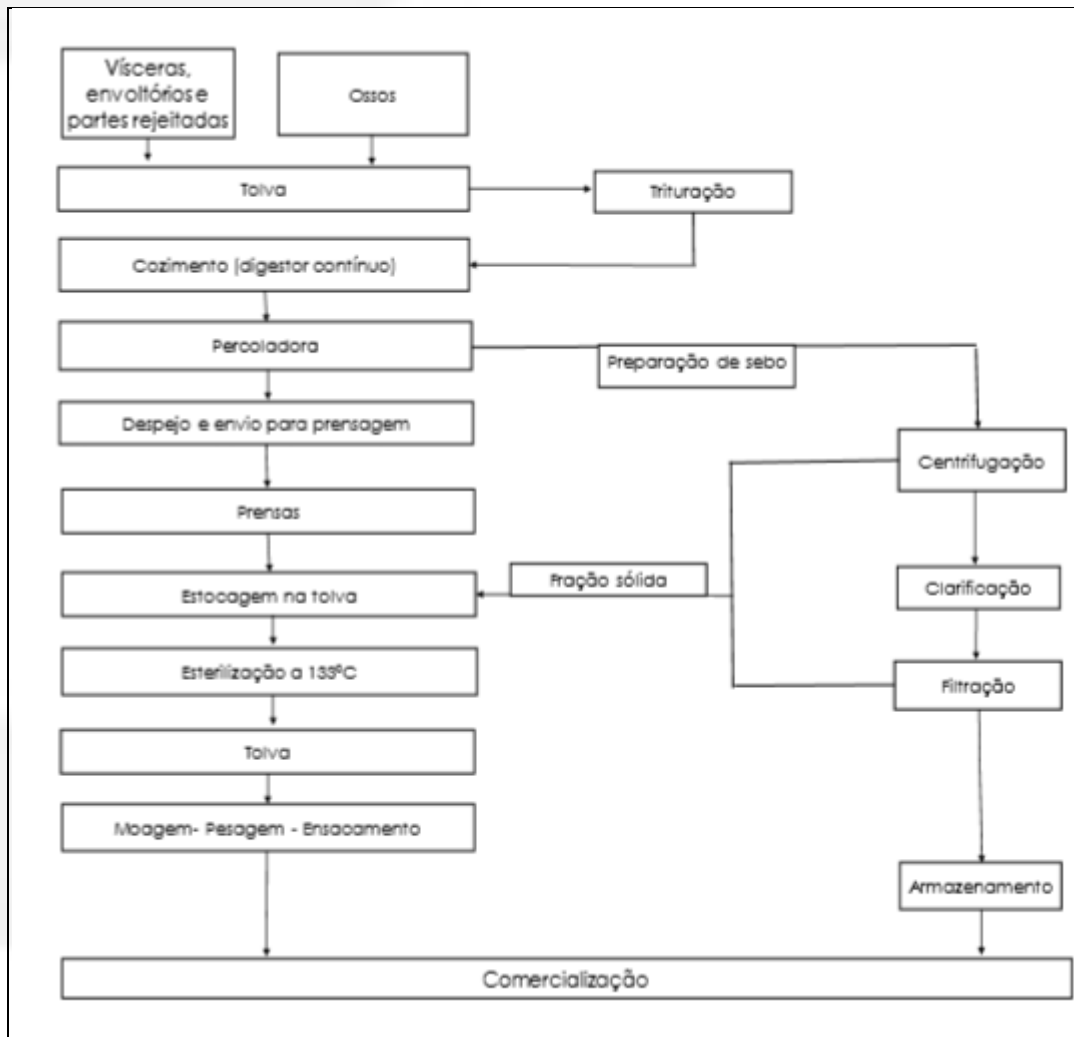 Vísceras,
envoltórios e
partes rejeitadas
Ossos
Tolva
Trituração
Cozimento (digestor contínuo)
Percoladora
Preparação de sebo
Despejo e envio para prensagem
Centrifugação
Prensas
Fração sólida
Estocagem na tolva
Clarificação
Esterilização a 133ºC
Filtração
Tolva
Moagem- Pesagem - Ensacamento
Armazenamento
Comercialização